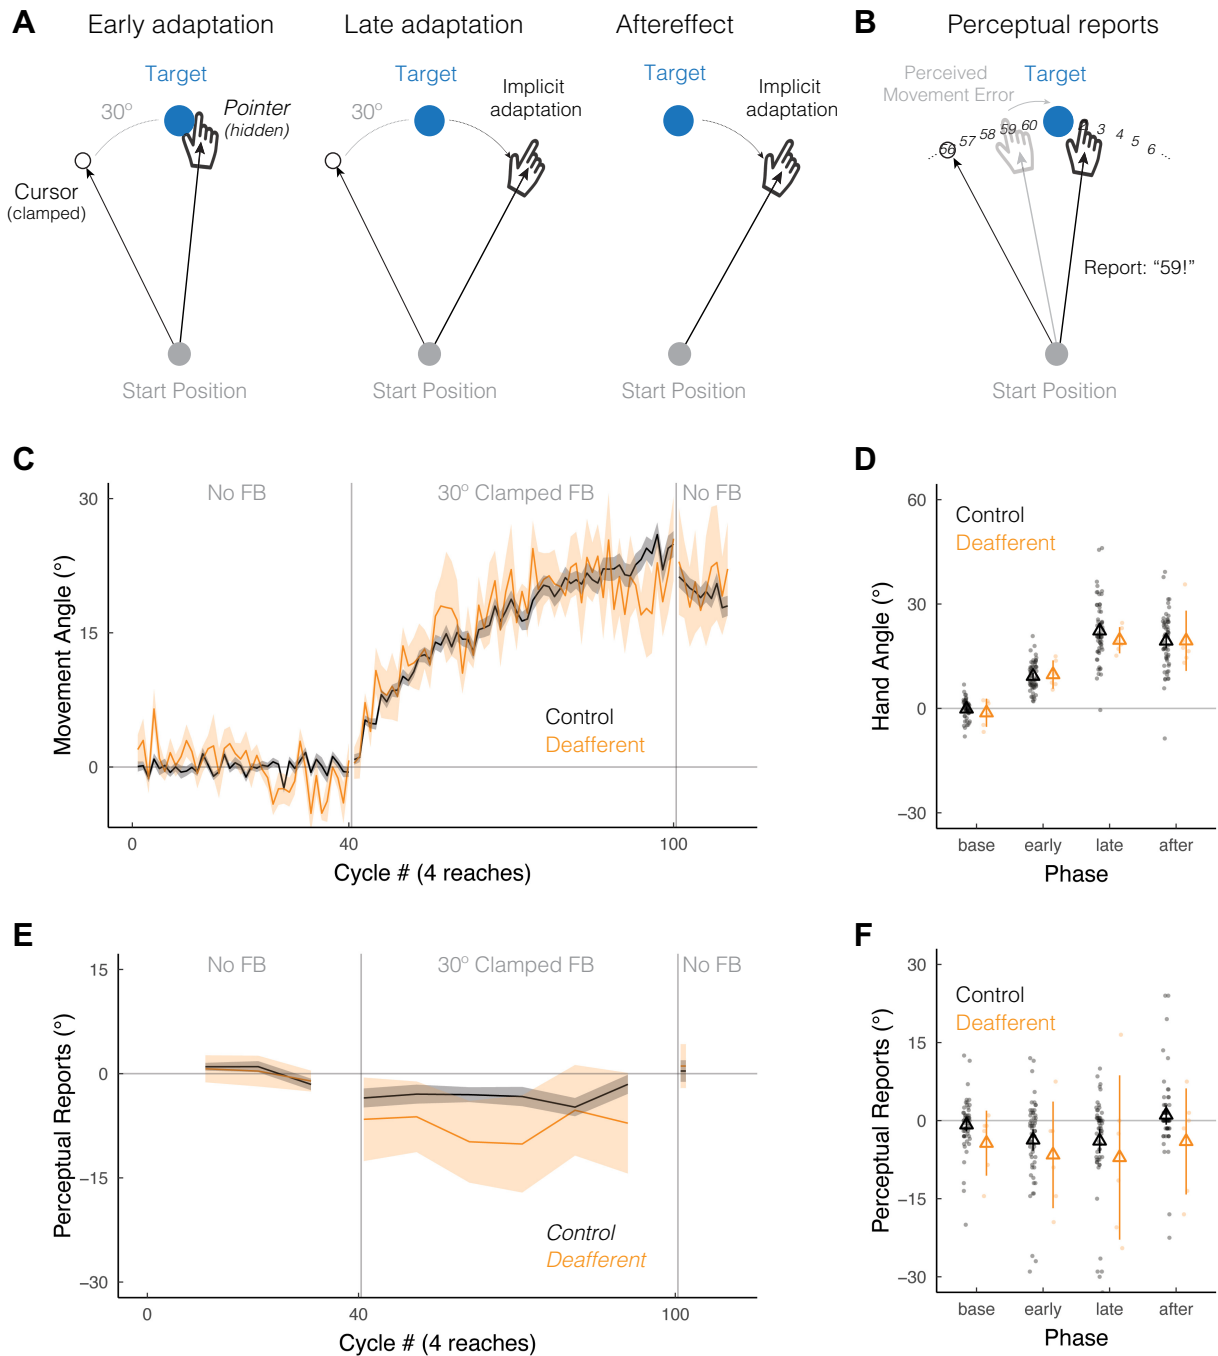 A
Early adaptation
Late adaptation
Aftereffect
B
Perceptual reports
Target
30º
Pointer
(hidden)
Cursor
(clamped)
Start Position
Target
30º
Implicit
adaptation
Start Position
Target
Implicit
adaptation
Start Position
Perceived
Movement Error
Target
56 57 58 59 60 2 3 4 5 6
Report: “59!”
Start Position
C
No FB
30º Clamped FB
No FB
30
15
0
Movement Angle (°)
Control
Deafferent
0
40
100
Cycle # (4 reaches)
D
60
30
0
−30
Hand Angle (°)
Control
Deafferent
base
early
late
after
Phase
E
No FB
30º Clamped FB
No FB
15
0
−15
−30
Perceptual Reports (°)
Control
Deafferent
0
40
100
Cycle # (4 reaches)
F
30
15
0
−15
−30
Perceptual Reports (°)
Control
Deafferent
base
early
late
after
Phase